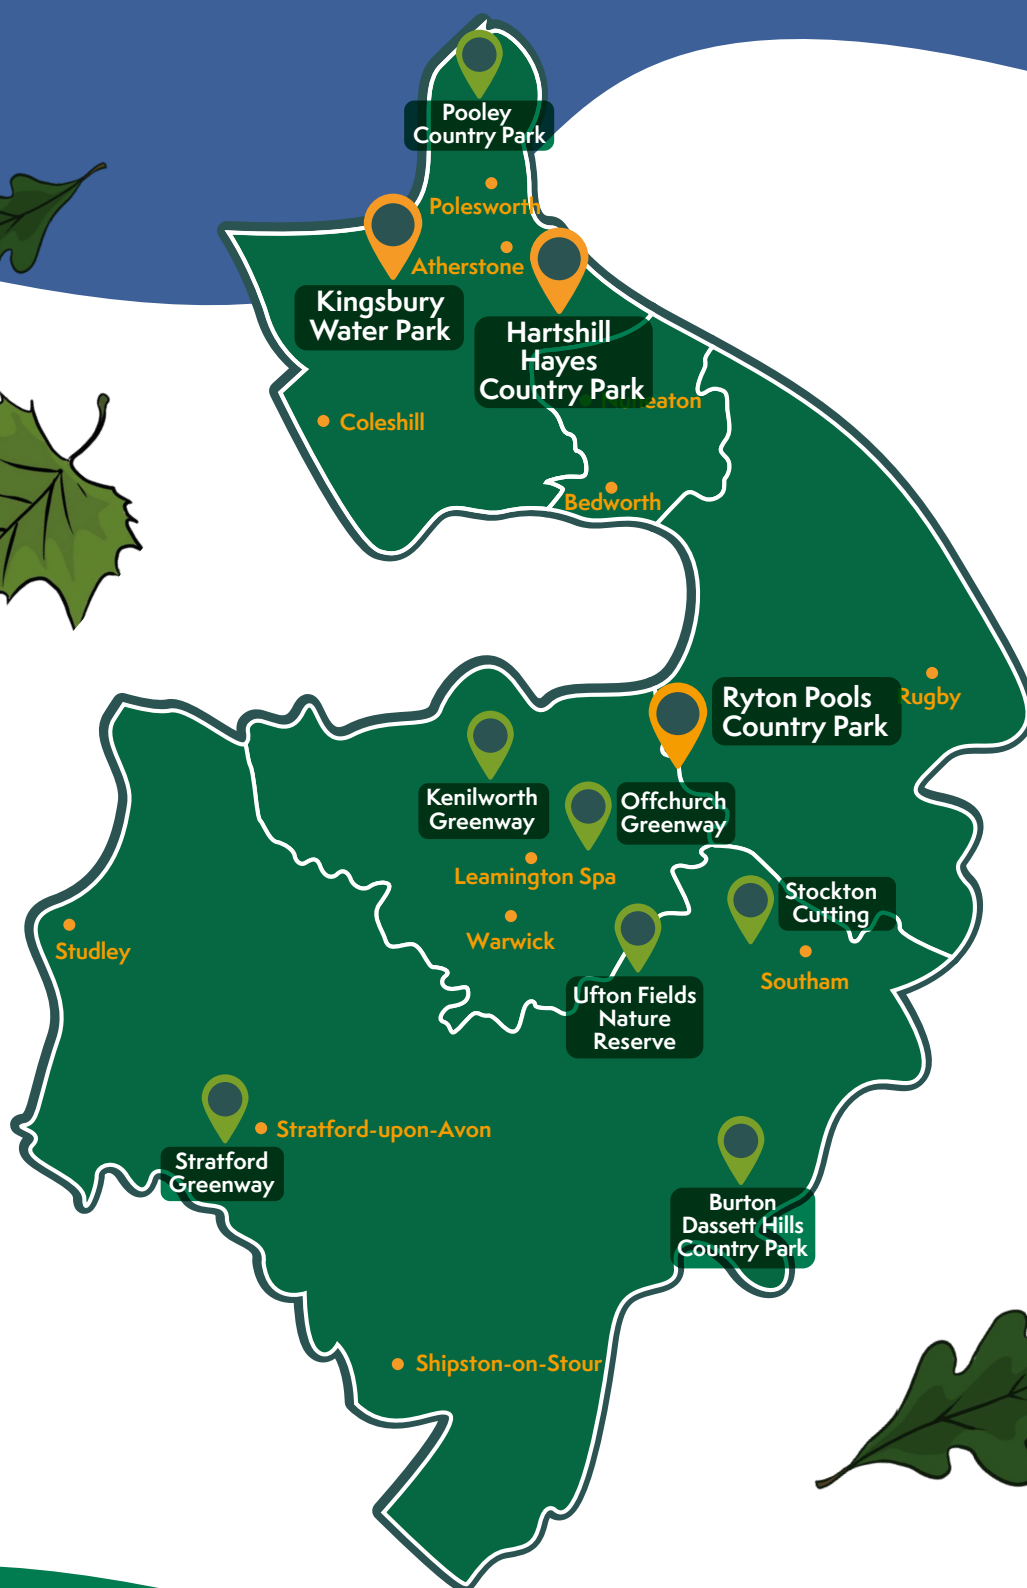 Pooley
Country Park
Polesworth
Atherstone
Kingsbury
Water Park
Hartshill
Hayes
Country Park
Coleshill
Bedworth
Ryton Pools
Country Park
Rugby
Kenilworth
Greenway
Offchurch
Greenway
Leamington Spa
Stockton
Cutting
Studley
Warwick
Southam
Ufton Fields
Nature
Reserve
Stratford-upon-Avon
Stratford
Greenway
Burton
Dassett Hills
Country Park
Shipston-on-Stour